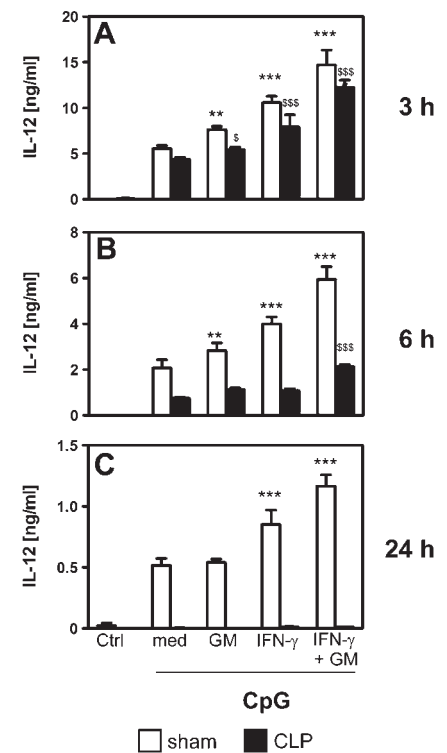 A
IL-12 [ng/ml]
20
15
10
5
0
**
$
***
$$$
***
$$$
3 h
B
IL-12 [ng/ml]
8
6
4
2
0
**
***
***
$$$
6 h
C
IL-12 [ng/ml]
1.5
1.0
0.5
0
***
***
24 h
Ctrl med GM IFN-γ IFN-γ
+ GM
CpG
sham CLP